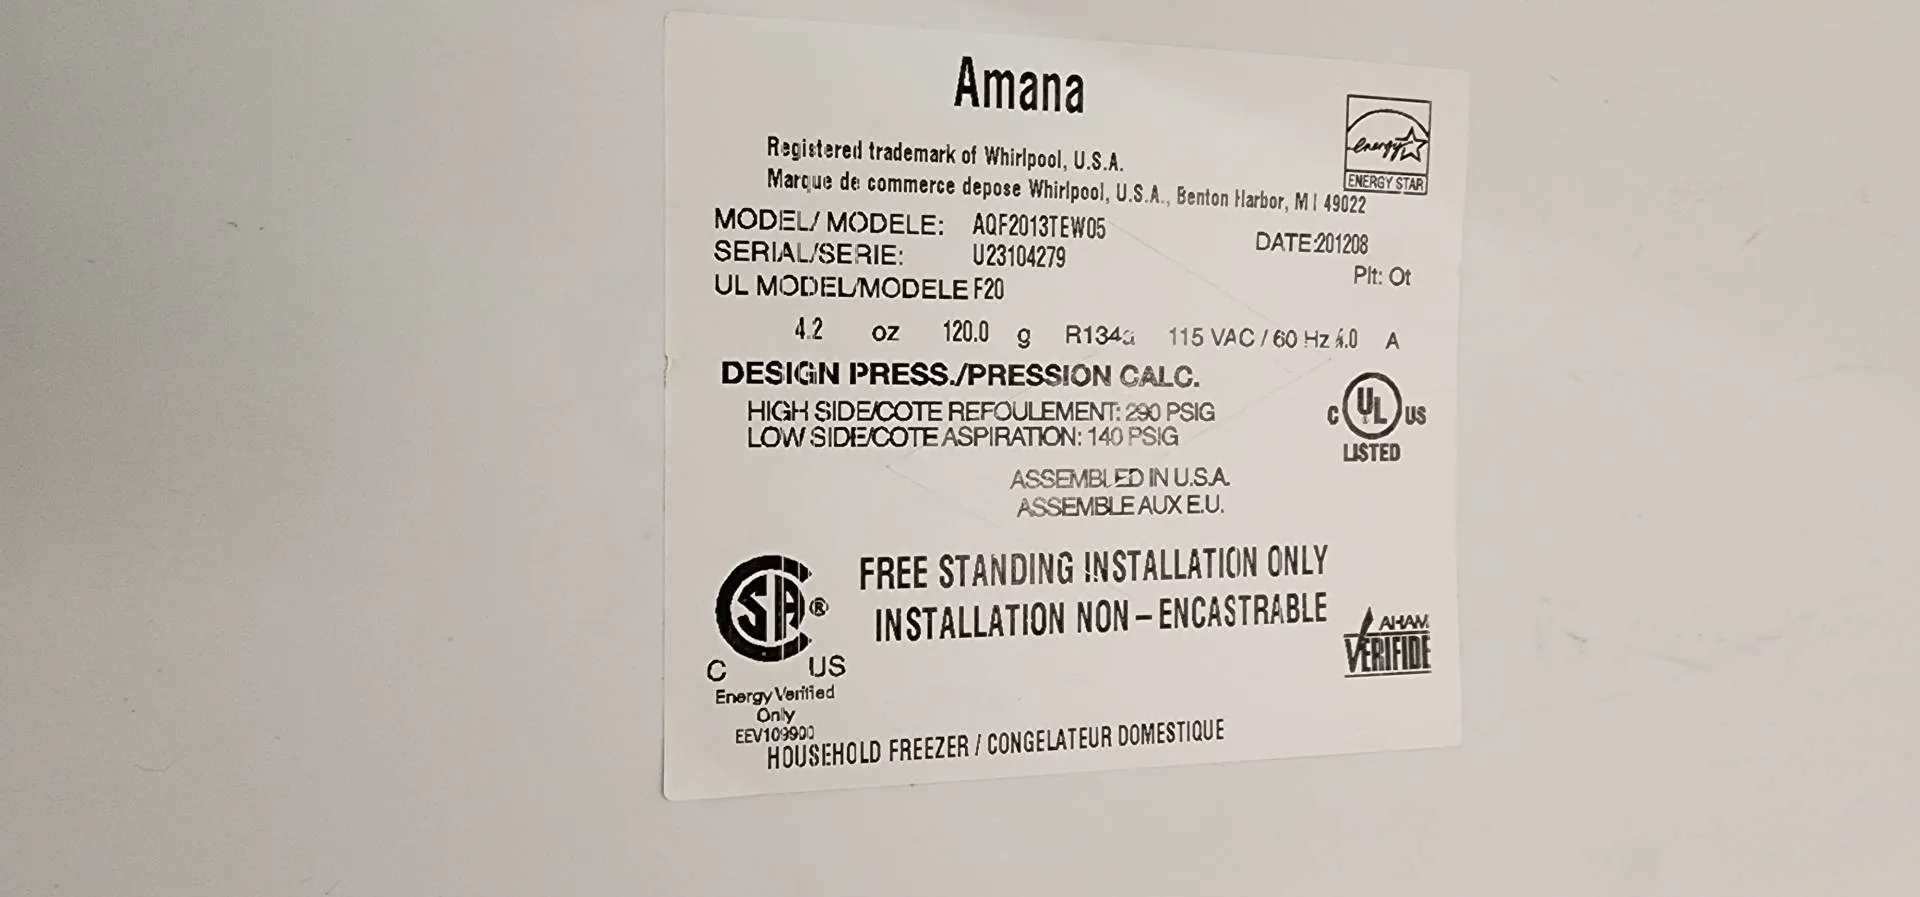 Amana
energy
ENERGY STAR
Registered trademark of Whirlpool, U.S.A.
Marque de commerce depose Whirlpool, U.S.A., Benton Harbor, MI 49022
MODEL/ MODELE: AQF2013TEW05
DATE:201208
SERIAL/SERIE: U23104279
Plt: Ot
UL MODEL/MODELE F20
4.2 oz 120.0 g R134a 115 VAC / 60 Hz A
DESIGN PRESS./PRESSION CALC.
HIGH SIDE/COTE REFOULEMENT: 290 PSIG
LOW SIDE/COTE ASPIRATION: 140 PSIG
C UL US
LISTED
ASSEMBLED IN U.S.A.
ASSEMBLE AUX E.U.
FREE STANDING INSTALLATION ONLY
INSTALLATION NON – ENCASTRABLE
CSA®
C US
Energy Verified
Only
EEV109900
AHAM
VERIFIDE
HOUSEHOLD FREEZER / CONGELATEUR DOMESTIQUE